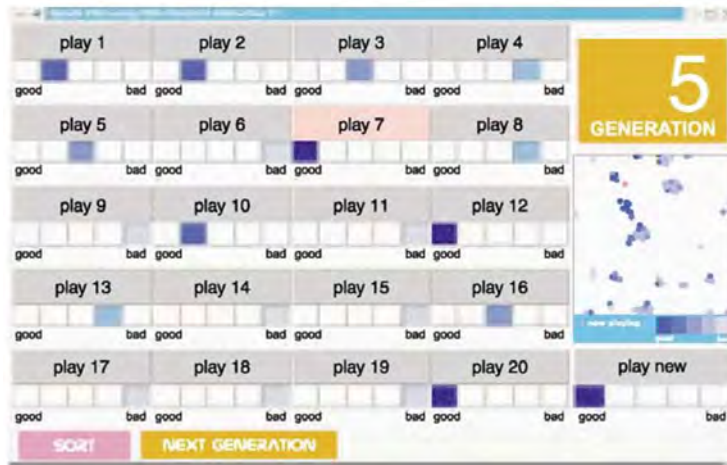 play 1 play 2 play 3 play 4
good bad good bad good bad good bad
5
GENERATION
play 5 play 6 play 7 play 8
good bad good bad good bad good bad
play 9 play 10 play 11 play 12
good bad good bad good bad good bad
play 13 play 14 play 15 play 16
now playing
good bad good bad good bad good bad
play 17 play 18 play 19 play 20 play new
good bad good bad good bad good bad good bad
SORT NEXT GENERATION